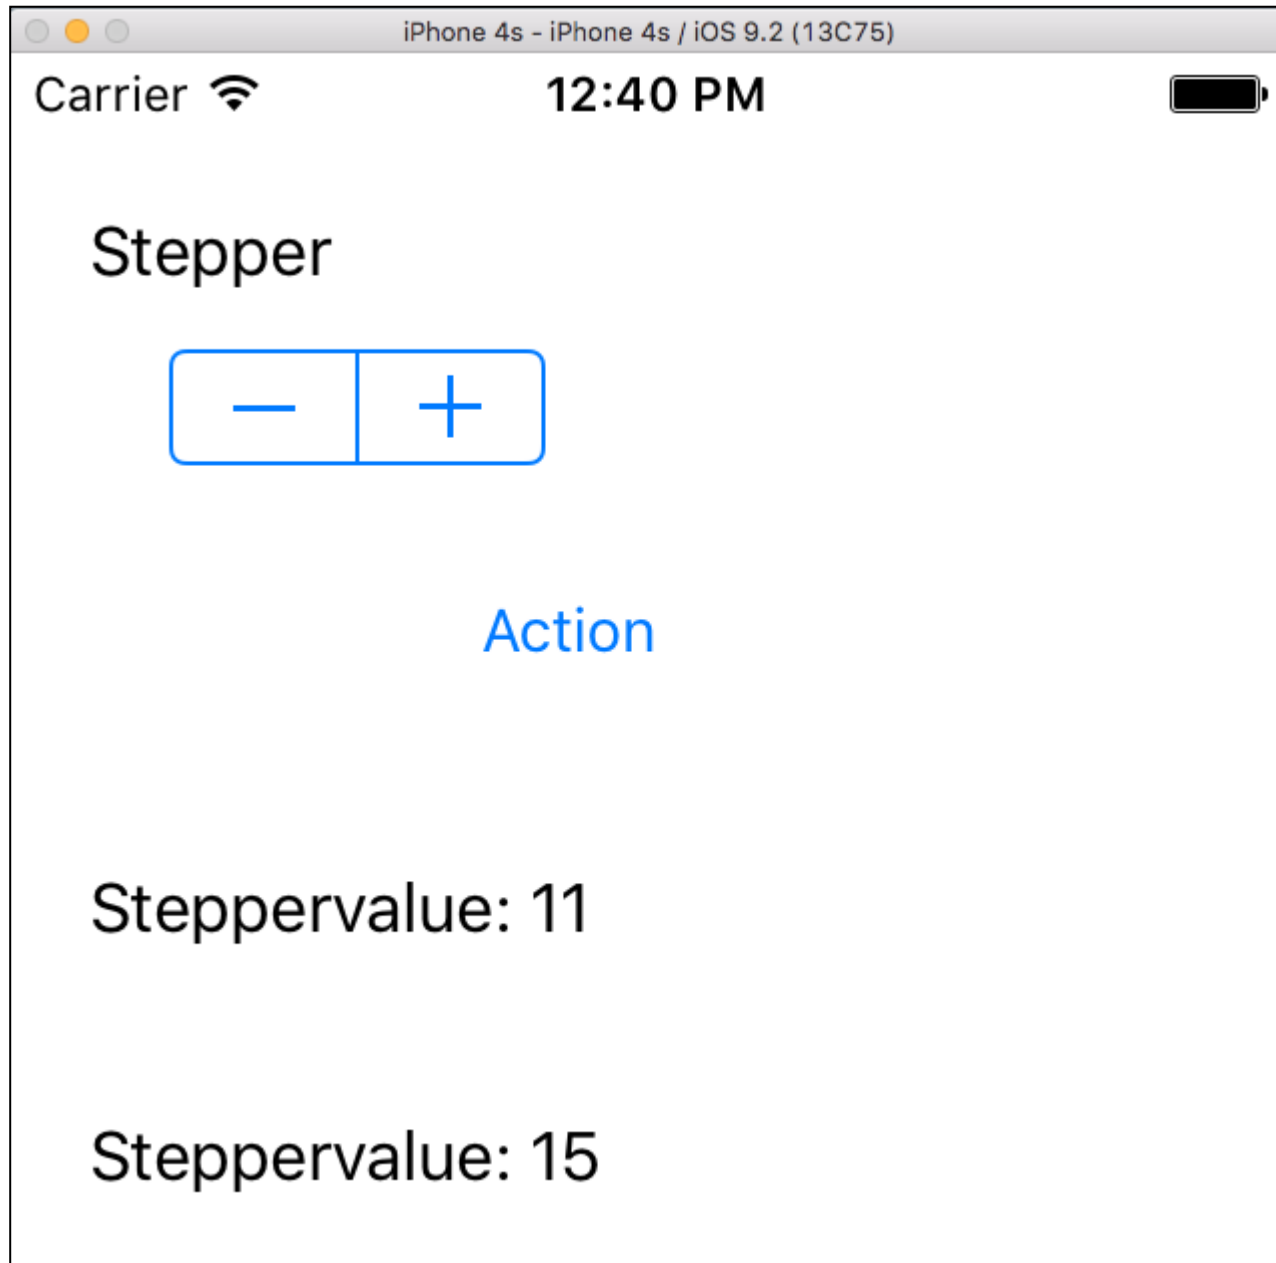 iPhone 4s - iPhone 4s / iOS 9.2 (13C75)
Carrier 12:40 PM
Stepper
− +
Action
Steppervalue: 11
Steppervalue: 15